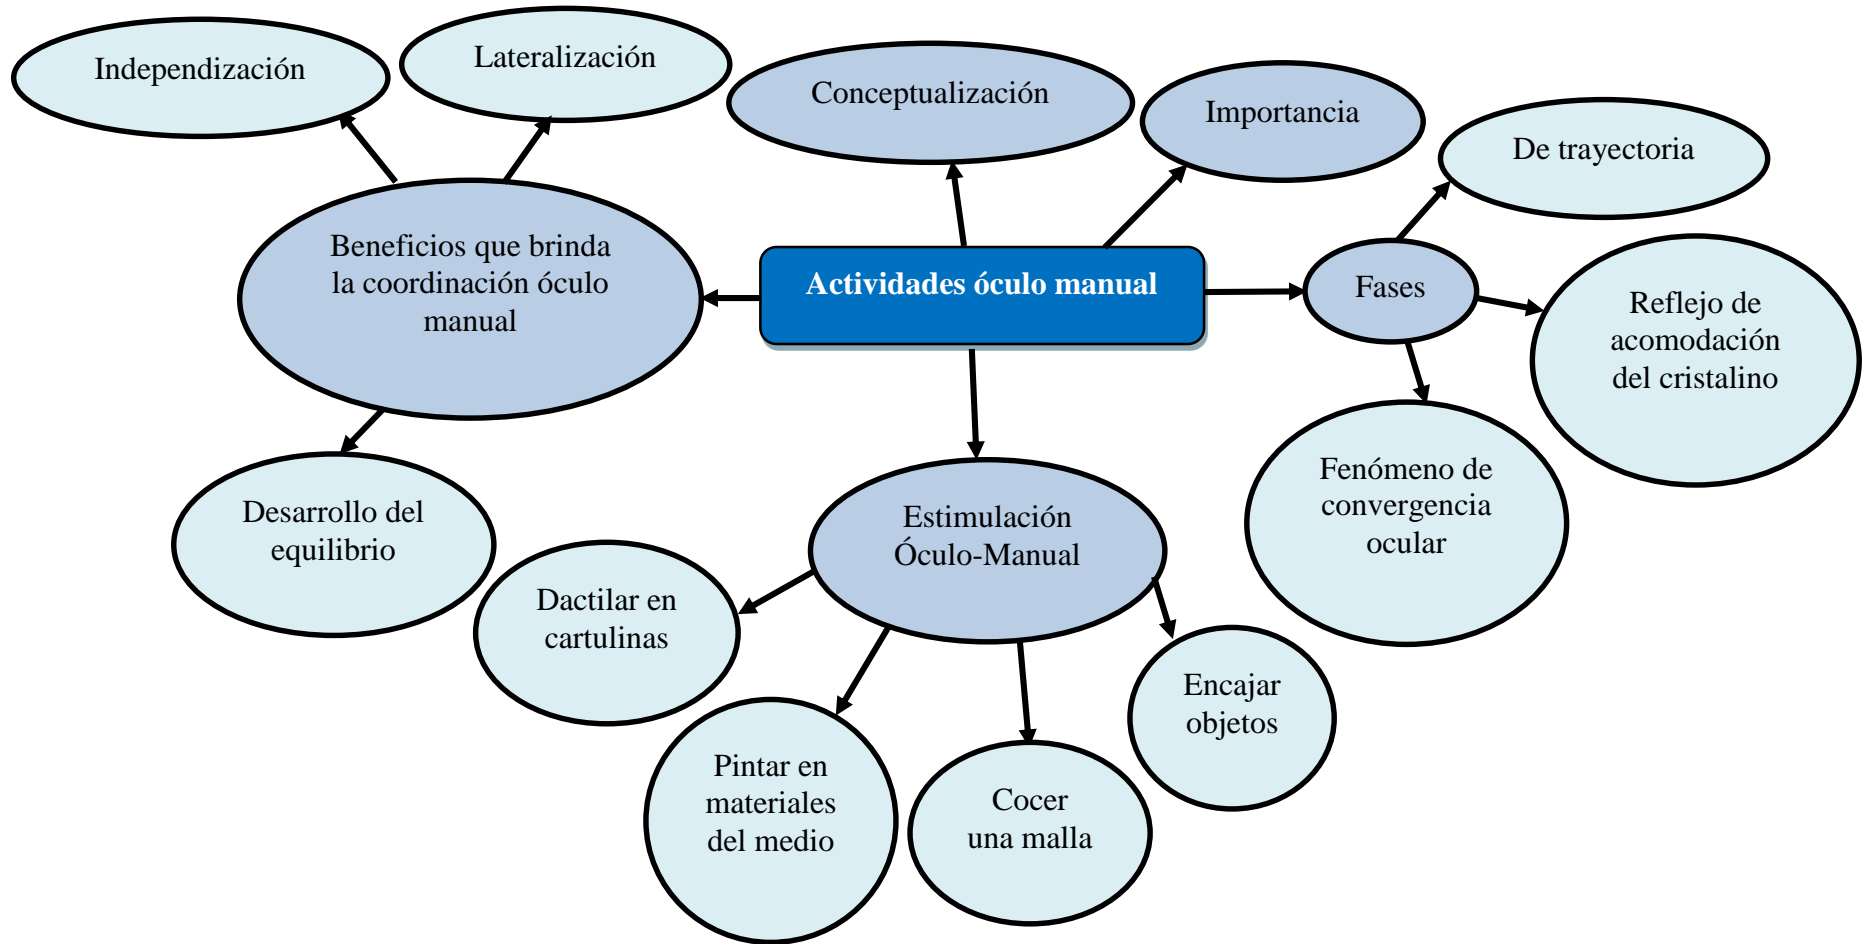 Independización
Lateralización
Conceptualización
Importancia
De trayectoria
Beneficios que brinda
la coordinación óculo
manual
Actividades óculo manual
Fases
Reflejo de
acomodación
del cristalino
Fenómeno de
convergencia
ocular
Desarrollo del
equilibrio
Estimulación
Óculo-Manual
Dactilar en
cartulinas
Pintar en
materiales
del medio
Cocer
una malla
Encajar
objetos